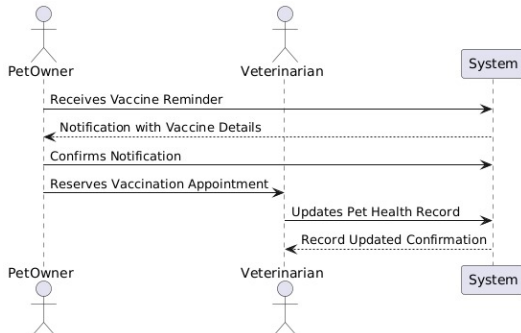 PetOwner
Veterinarian
System
Receives Vaccine Reminder
Notification with Vaccine Details
Confirms Notification
Reserves Vaccination Appointment
Updates Pet Health Record
Record Updated Confirmation
PetOwner
Veterinarian
System